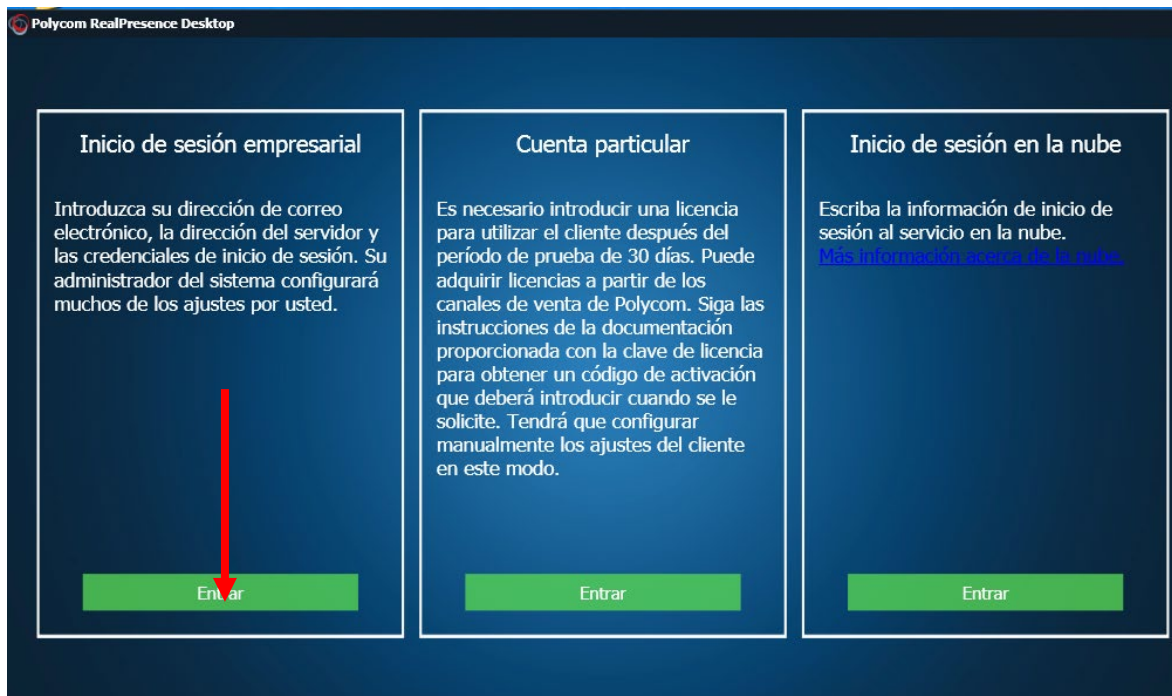 Polycom RealPresence Desktop
Inicio de sesión empresarial
Introduzca su dirección de correo
electrónico, la dirección del servidor y
las credenciales de inicio de sesión. Su
administrador del sistema configurará
muchos de los ajustes por usted.
Entrar
Cuenta particular
Es necesario introducir una licencia
para utilizar el cliente después del
período de prueba de 30 días. Puede
adquirir licencias a partir de los
canales de venta de Polycom. Siga las
instrucciones de la documentación
proporcionada con la clave de licencia
para obtener un código de activación
que deberá introducir cuando se le
solicite. Tendrá que configurar
manualmente los ajustes del cliente
en este modo.
Entrar
Inicio de sesión en la nube
Escriba la información de inicio de
sesión al servicio en la nube.
Más información acerca de la nube.
Entrar